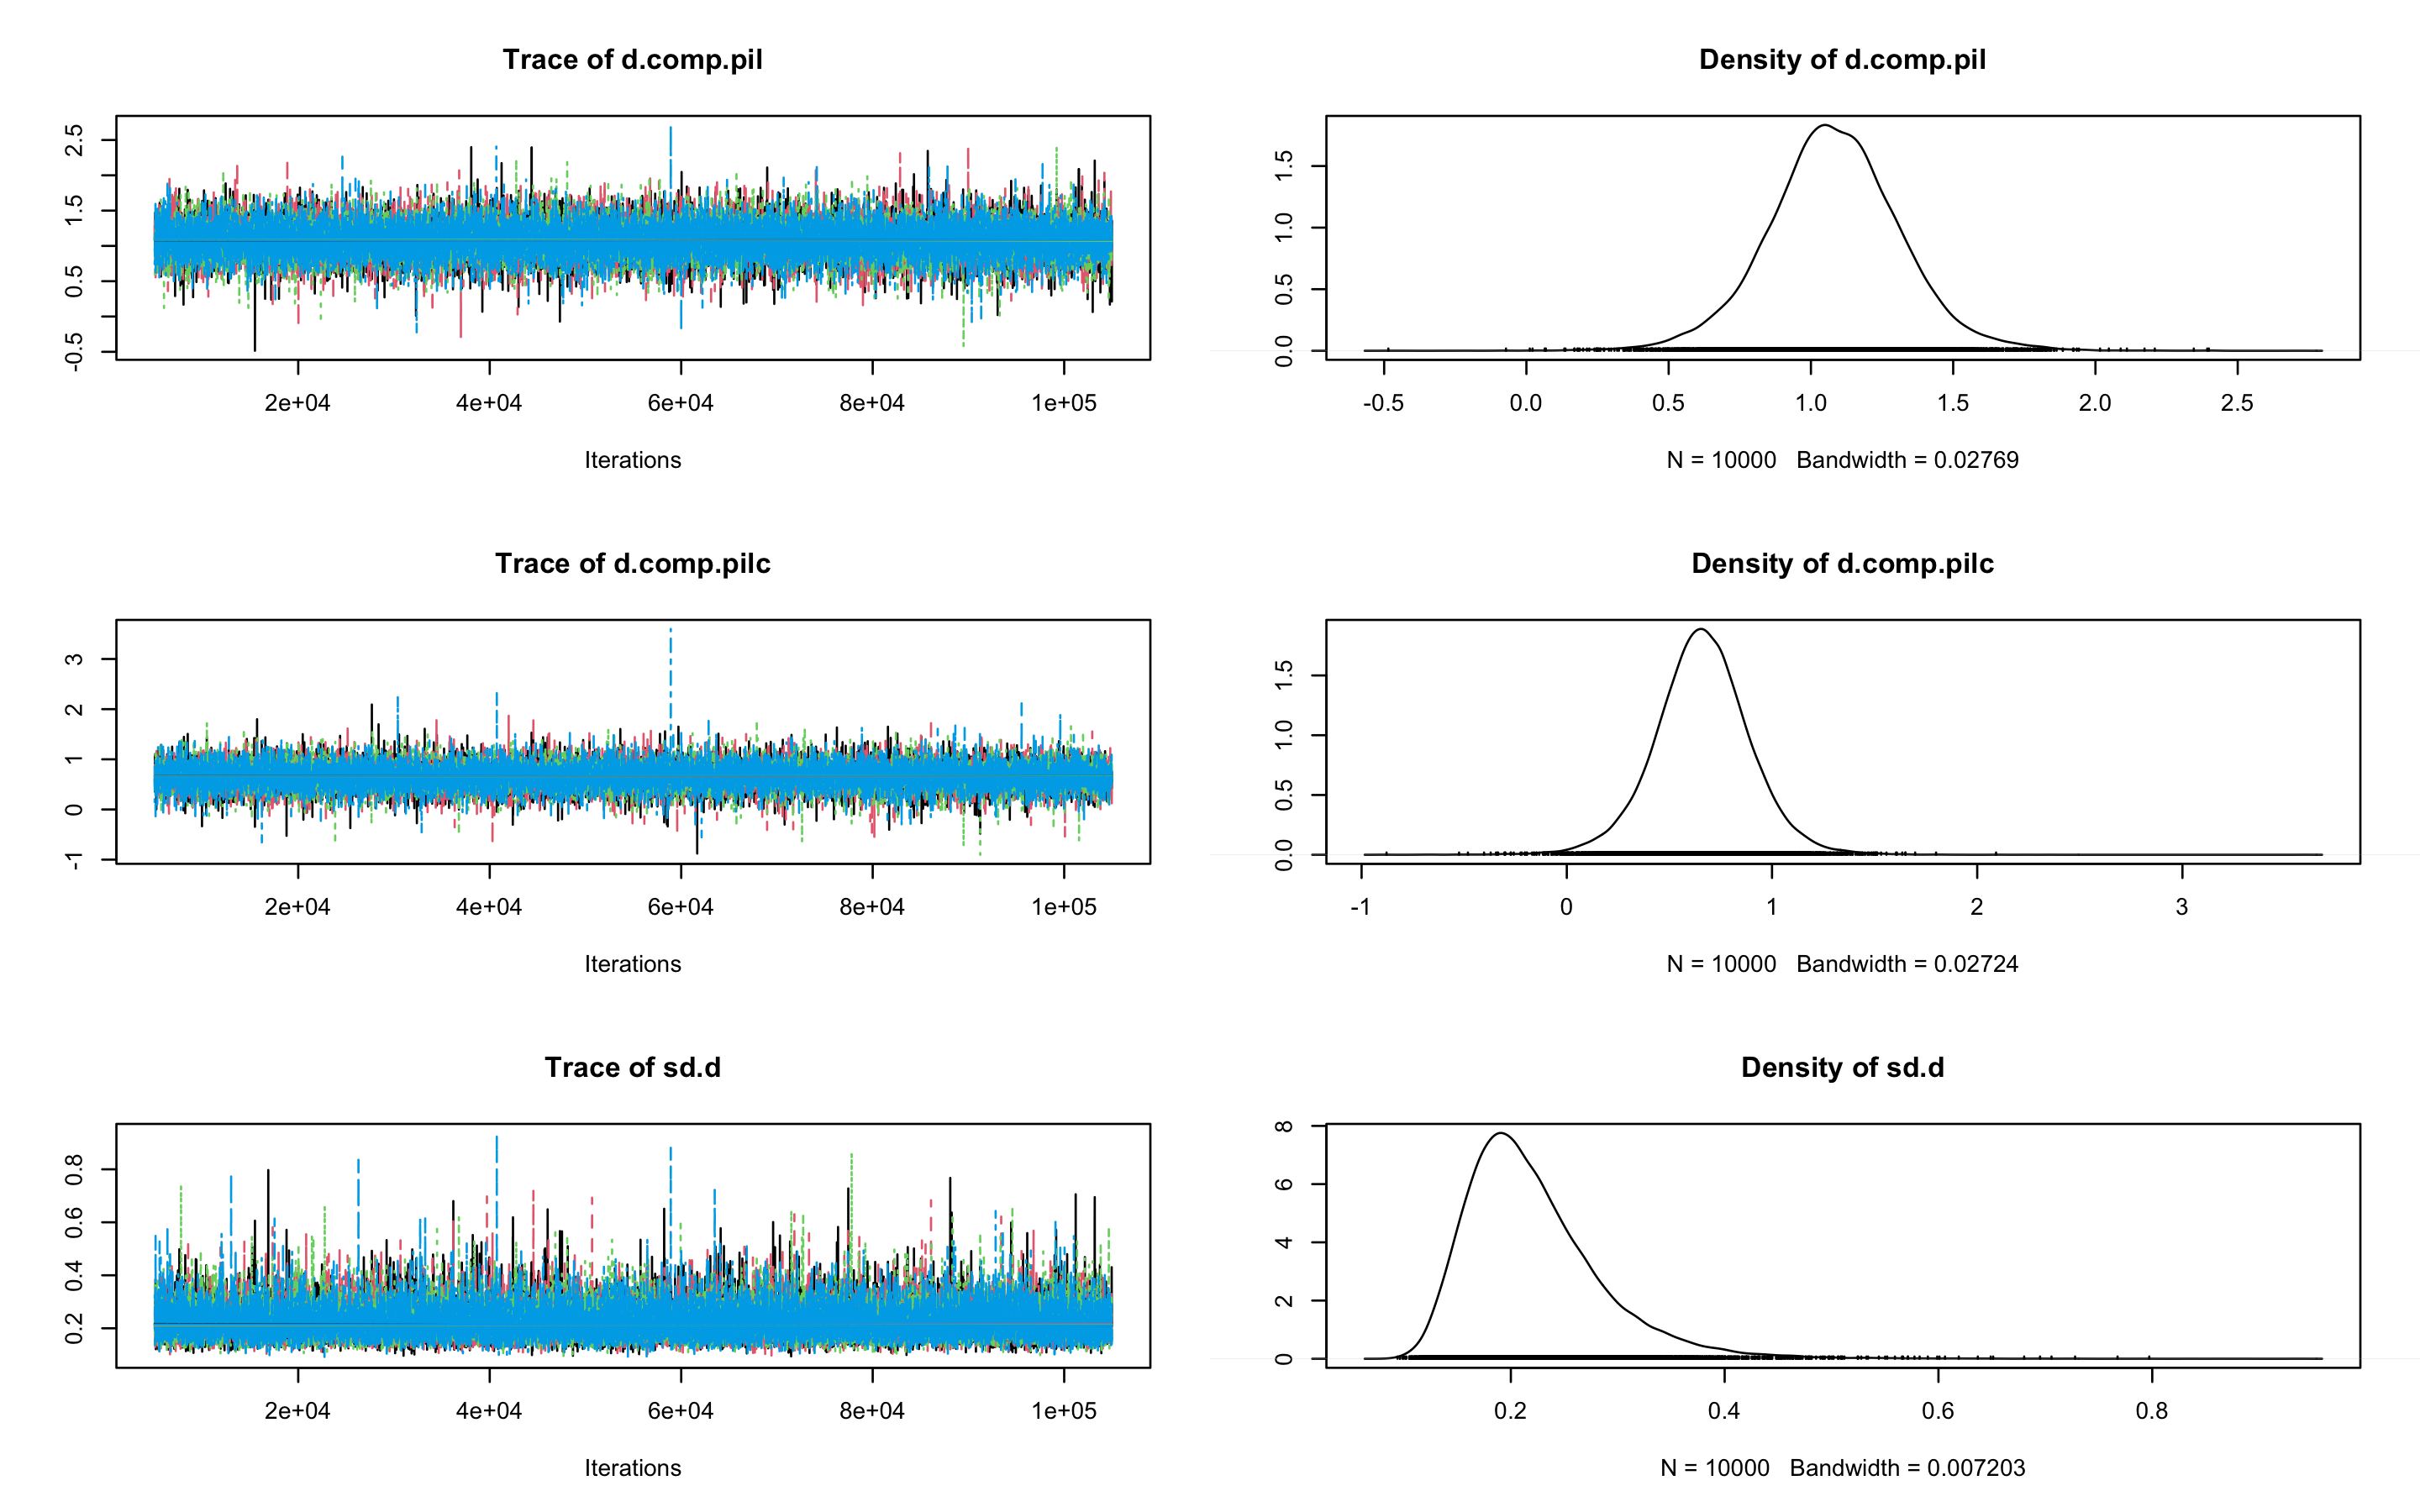 Trace of d.comp.pil
Density of d.comp.pil
2.5
1.5
0.5
-0.5
2e+04 4e+04 6e+04 8e+04 1e+05
Iterations
1.5
1.0
0.5
0.0
-0.5 0.0 0.5 1.0 1.5 2.0 2.5
N = 10000 Bandwidth = 0.02769
Trace of d.comp.pilc
Density of d.comp.pilc
3
2
1
0
-1
2e+04 4e+04 6e+04 8e+04 1e+05
Iterations
1.5
1.0
0.5
0.0
-1 0 1 2 3
N = 10000 Bandwidth = 0.02724
Trace of sd.d
Density of sd.d
0.8
0.6
0.4
0.2
2e+04 4e+04 6e+04 8e+04 1e+05
Iterations
8
6
4
2
0
0.2 0.4 0.6 0.8
N = 10000 Bandwidth = 0.007203